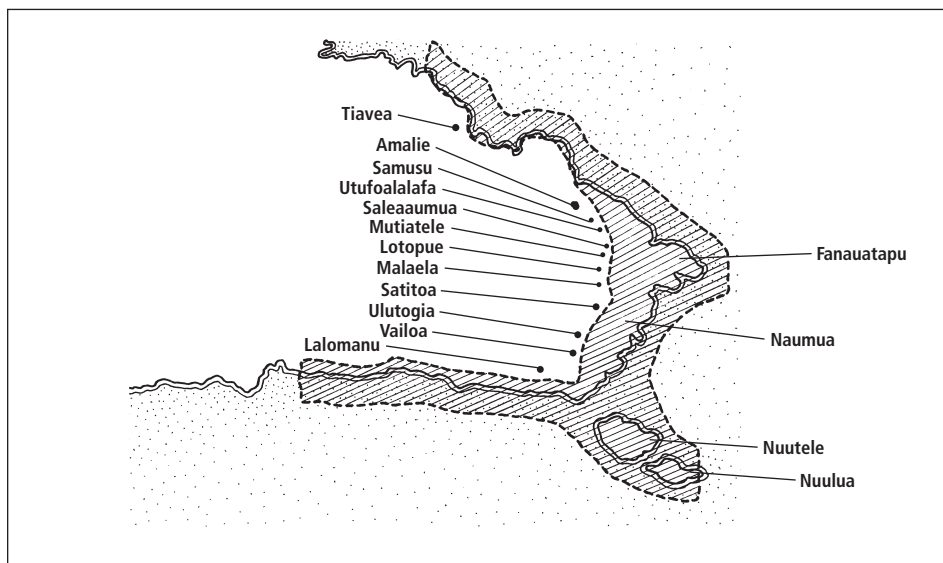 Tiavea
Amalie
Samusu
Utufoalalafa
Saleaaumua
Mutiatele
Lotopue
Malaela
Satitoa
Ulutogia
Vailoa
Lalomanu
Fanauatapu
Naumua
Nuutele
Nuulua